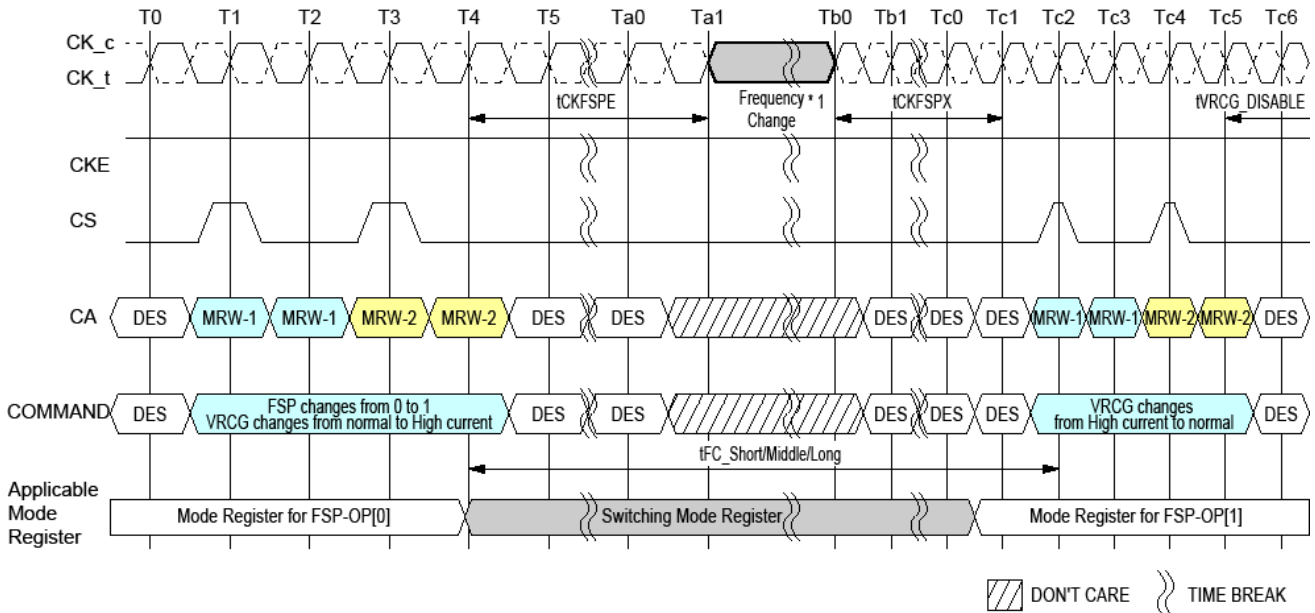 T0 T1 T2 T3 T4 T5 Ta0 Ta1 Tb0 Tb1 Tc0 Tc1 Tc2 Tc3 Tc4 Tc5 Tc6
CK_c
CK_t
tCKFSPE
Frequency * 1
Change
tCKFSPX
tVRCG_DISABLE
CKE
CS
CA DES MRW-1 MRW-1 MRW-2 MRW-2 DES DES DES DES DES MRW-1 MRW-1 MRW-2 MRW-2 DES
COMMAND DES
FSP changes from 0 to 1
VRCG changes from normal to High current
DES DES DES DES DES
VRCG changes
from High current to normal
DES
tFC_Short/Middle/Long
Applicable
Mode
Register
Mode Register for FSP-OP[0]
Switching Mode Register
Mode Register for FSP-OP[1]
DON'T CARE
TIME BREAK